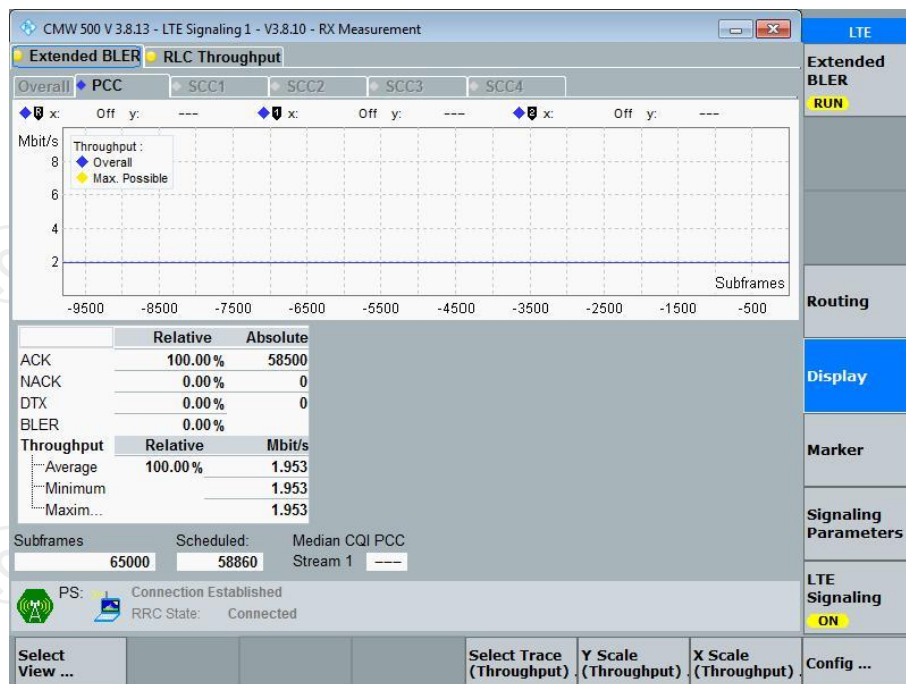 CMW 500 V 3.8.13 - LTE Signaling 1 - V3.8.10 - RX Measurement
LTE
Extended BLER RLC Throughput
Overall PCC SCC1 SCC2 SCC3 SCC4
R x: Off y: --- 1 x: Off y: --- 2 x: Off y: ---
Mbit/s
Throughput :
Overall
Max. Possible
8
6
4
2
Subframes
-9500 -8500 -7500 -6500 -5500 -4500 -3500 -2500 -1500 -500
Relative Absolute
ACK 100.00 % 58500
NACK 0.00 % 0
DTX 0.00 % 0
BLER 0.00 %
Throughput Relative Mbit/s
Average 100.00 % 1.953
Minimum 1.953
Maxim... 1.953
Subframes Scheduled: Median CQI PCC
65000 58860 Stream 1 ---
PS: Connection Established
RRC State: Connected
Extended
BLER
RUN
Routing
Display
Marker
Signaling
Parameters
LTE
Signaling
ON
Select
View ...
Select Trace
(Throughput)
Y Scale
(Throughput)
X Scale
(Throughput)
Config ...